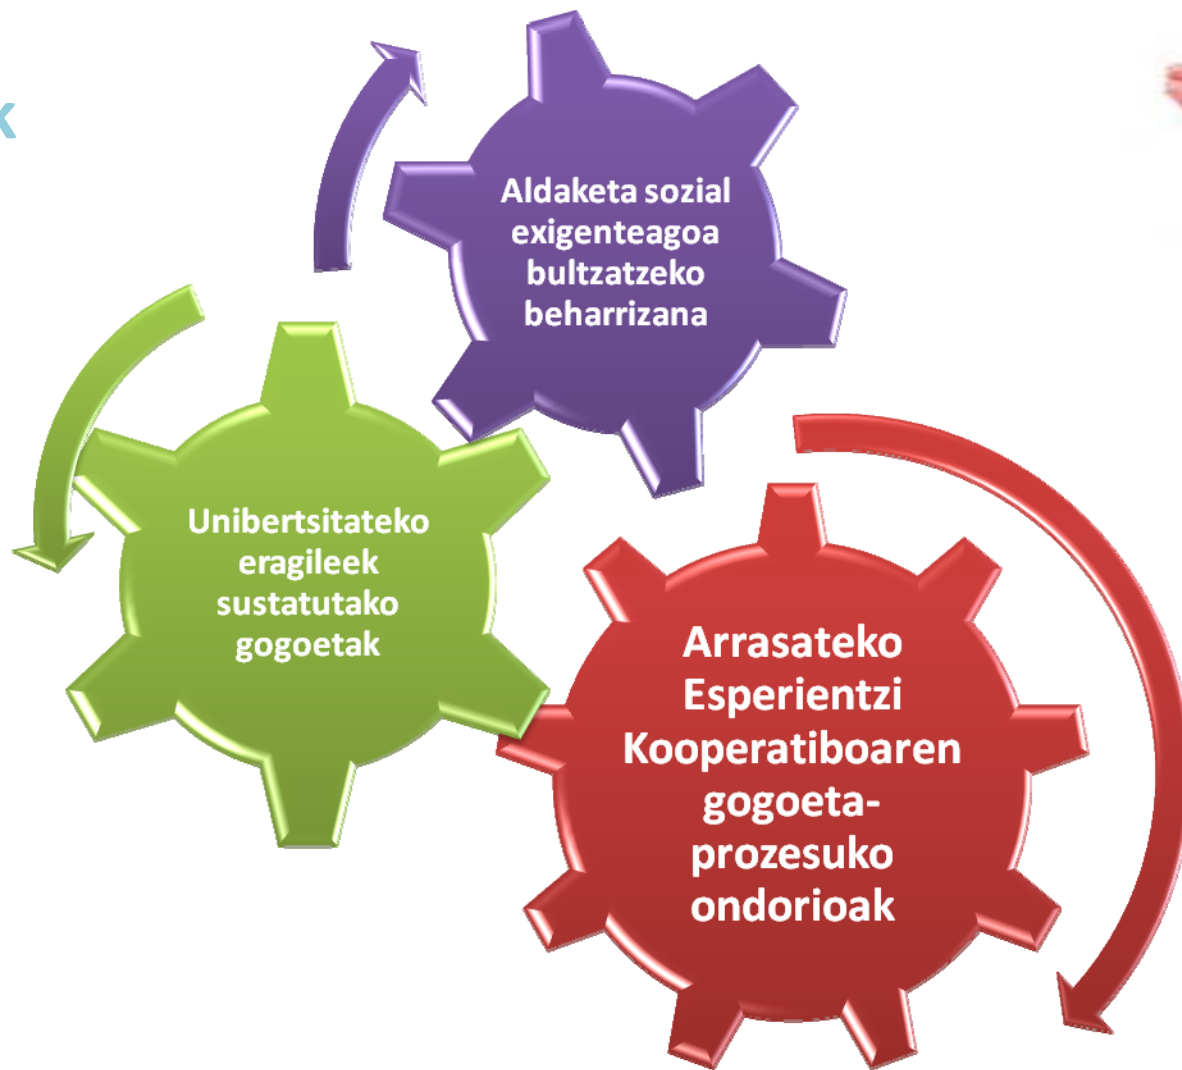 k
Aldaketa sozial
exigenteagoa
bultzatzeko
beharrizana
Unibertsitateko
eragileek
sustatutako
gogoetak
Arrasateko
Esperientzi
Kooperatiboaren
gogoeta-
prozesuko
ondorioak